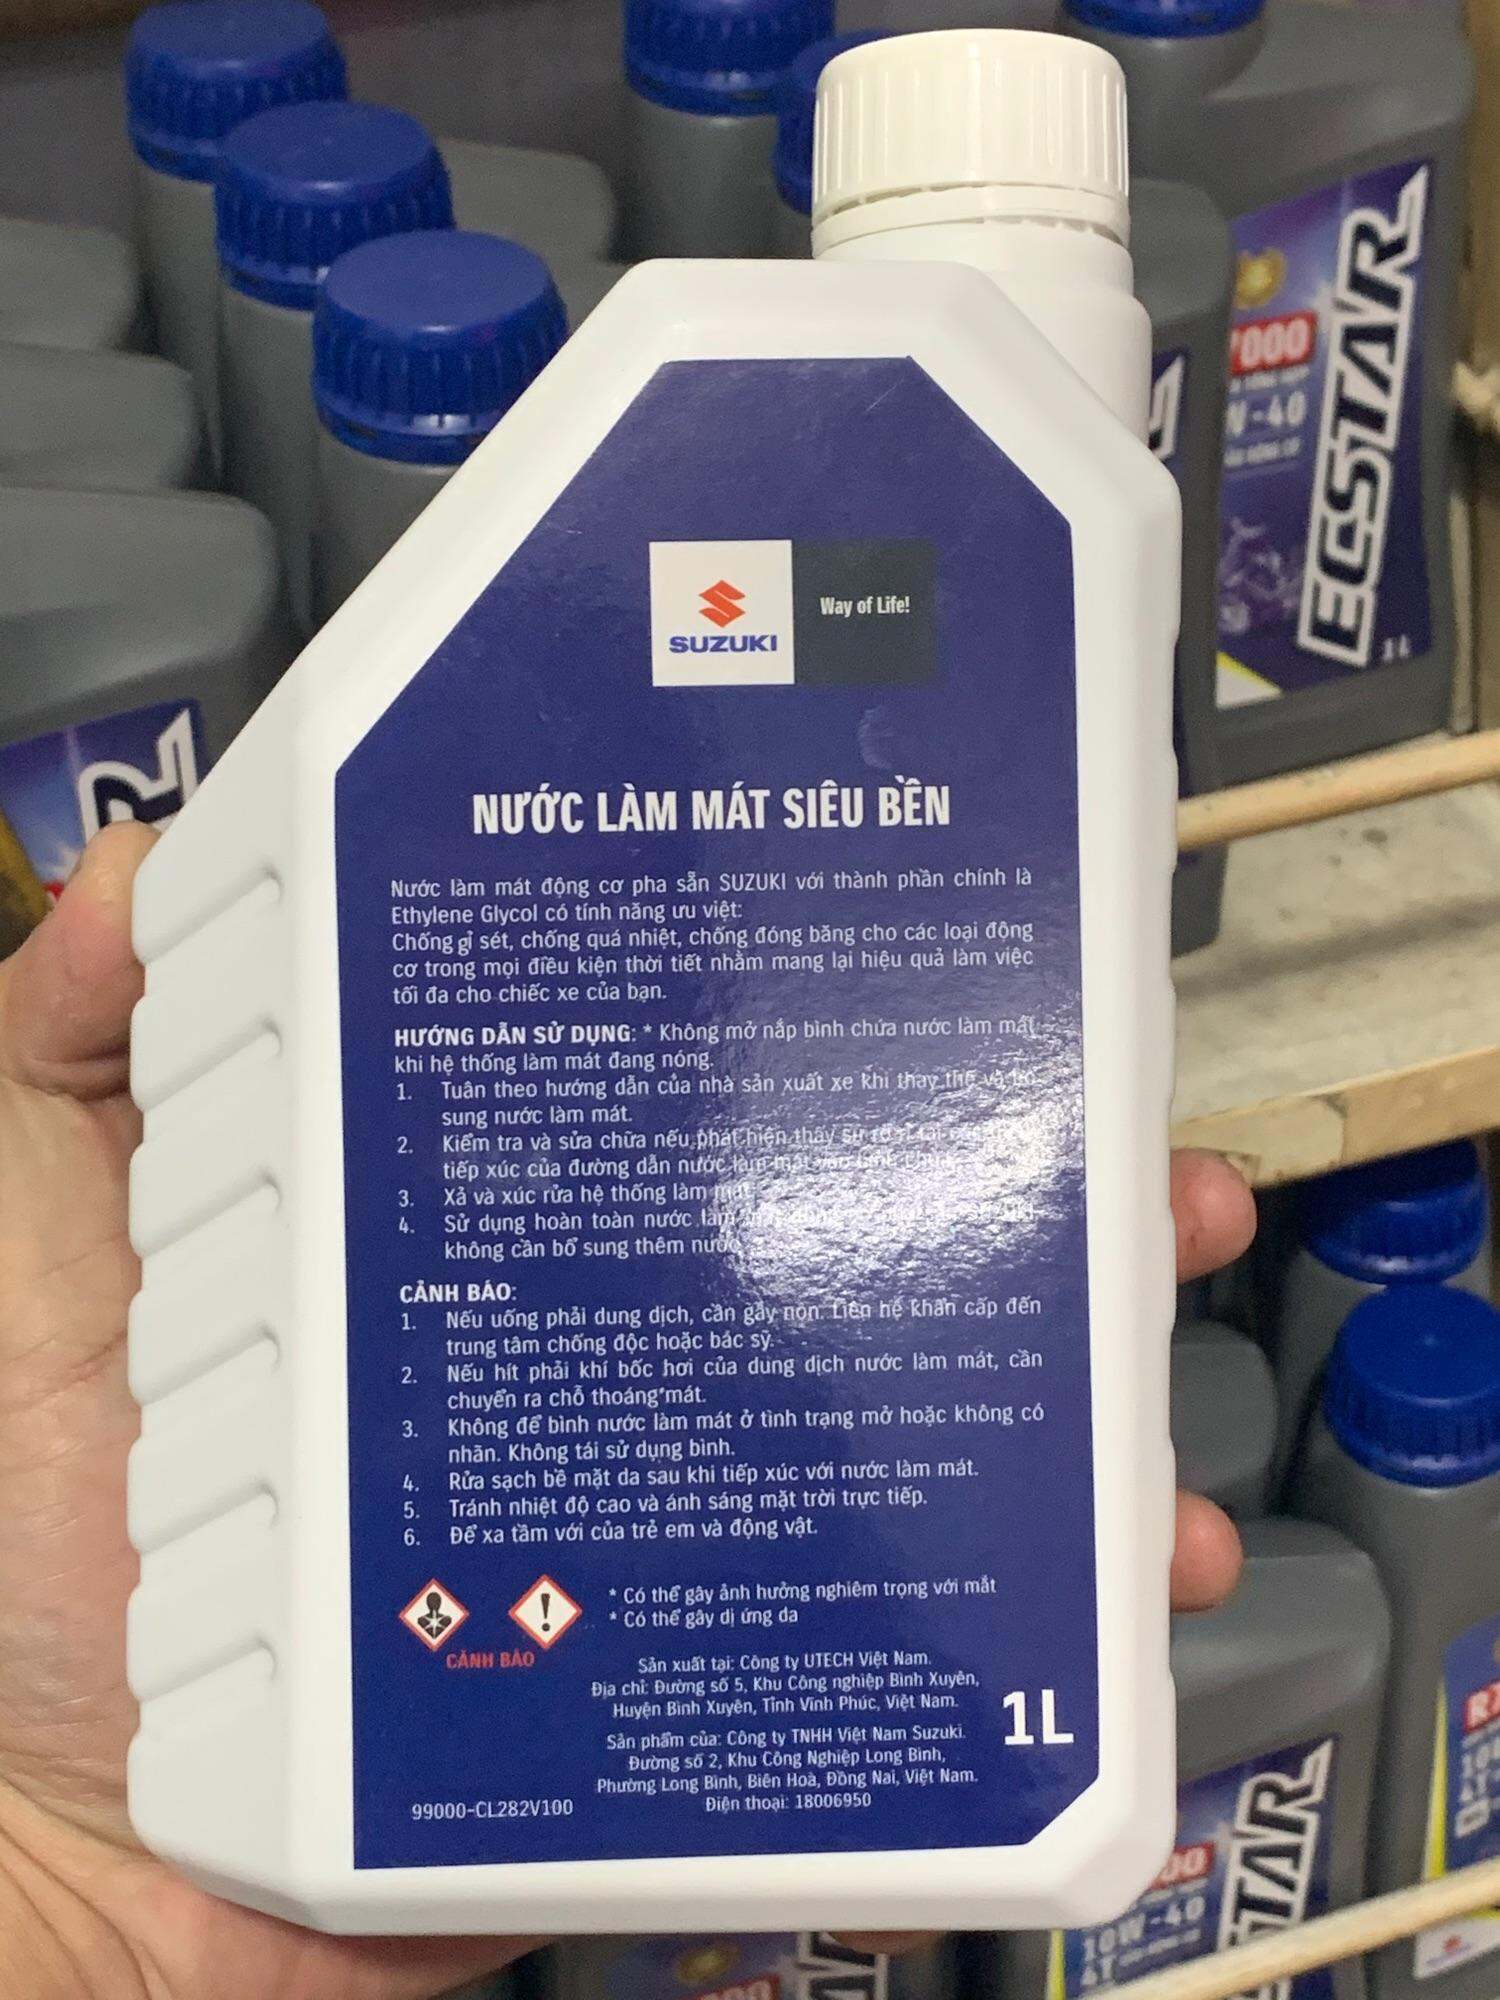 SUZUKI
Way of Life!
NƯỚC LÀM MÁT SIÊU BỀN
Nước làm mát động cơ pha sẵn SUZUKI với thành phần chính là
Ethylene Glycol có tính năng ưu việt:
Chống gỉ sét, chống quá nhiệt, chống đóng băng cho các loại động
cơ trong mọi điều kiện thời tiết nhằm mang lại hiệu quả làm việc
tối đa cho chiếc xe của bạn.
HƯỚNG DẪN SỬ DỤNG: * Không mở nắp bình chứa nước làm mát
khi hệ thống làm mát đang nóng.
1. Tuân theo hướng dẫn của nhà sản xuất xe khi thay thế và bổ
sung nước làm mát.
2. Kiểm tra và sửa chữa nếu phát hiện thấy sự rò rỉ tại
tiếp xúc của đường dẫn nước làm mát
3. Xả và xúc rửa hệ thống làm mát
4. Sử dụng hoàn toàn nước làm mát
không cần bổ sung thêm nước
CẢNH BÁO:
1. Nếu uống phải dung dịch, cần gây nôn. Liên hệ khẩn cấp đến
trung tâm chống độc hoặc bác sỹ.
2. Nếu hít phải khí bốc hơi của dung dịch nước làm mát, cần
chuyển ra chỗ thoáng mát.
3. Không để bình nước làm mát ở tình trạng mở hoặc không có
nhãn. Không tái sử dụng bình.
4. Rửa sạch bề mặt da sau khi tiếp xúc với nước làm mát.
5. Tránh nhiệt độ cao và ánh sáng mặt trời trực tiếp.
6. Để xa tầm với của trẻ em và động vật.
* Có thể gây ảnh hưởng nghiêm trọng với mắt
* Có thể gây dị ứng da
CẢNH BÁO
Sản xuất tại: Công ty UTECH Việt Nam.
Địa chỉ: Đường số 5, Khu Công nghiệp Bình Xuyên,
Huyện Bình Xuyên, Tỉnh Vĩnh Phúc, Việt Nam.
1L
Sản phẩm của: Công ty TNHH Việt Nam Suzuki.
Đường số 2, Khu Công Nghiệp Long Bình,
Phường Long Bình, Biên Hoà, Đồng Nai, Việt Nam.
Điện thoại: 18006950
99000-CL282V100
ECSTAR
1L
10W-40
4T